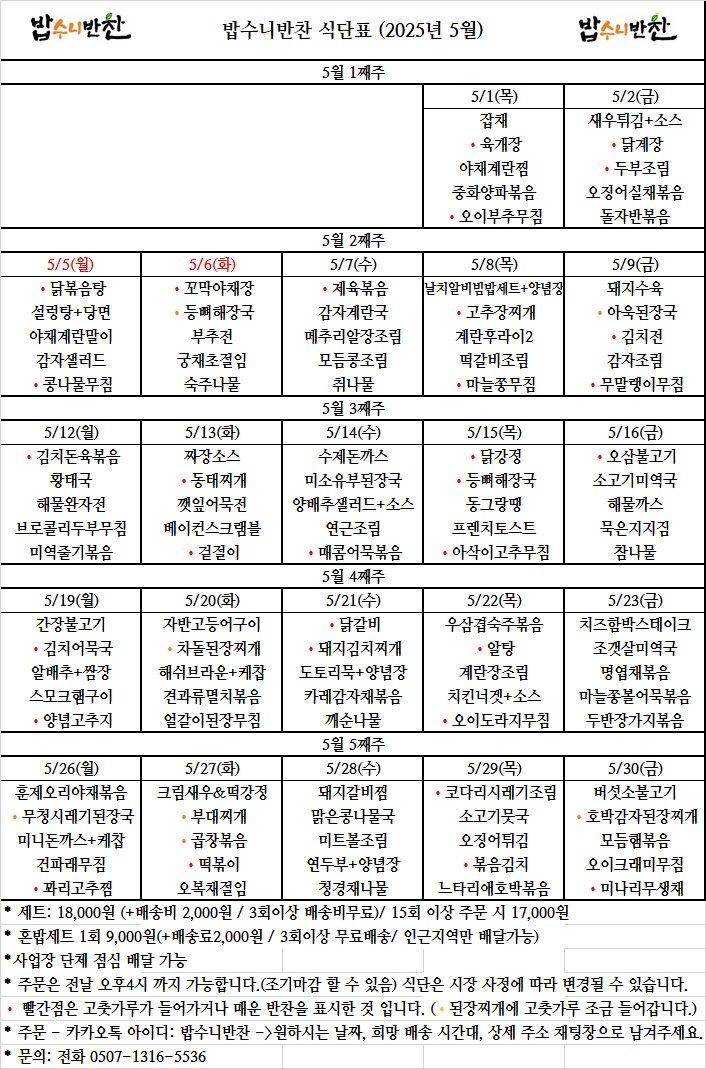 밥수니반찬 밥수니반찬 식단표 (2025년 5월) 밥수니반찬
5월 1째주
5/1(목) 5/2(금)
잡채 새우튀김+소스
• 육개장 • 닭계장
야채계란찜 • 두부조림
중화양파볶음 오징어실채볶음
• 오이부추무침 돌자반볶음
5월 2째주
5/5(월) 5/6(화) 5/7(수) 5/8(목) 5/9(금)
• 닭볶음탕 • 꼬막야채장 • 제육볶음 날치알비빔밥세트+양념장 돼지수육
설렁탕+당면 • 등뼈해장국 감자계란국 • 고추장찌개 • 아욱된장국
야채계란말이 부추전 메추리알장조림 계란후라이2 • 김치전
감자샐러드 궁채초절임 모듬콩조림 떡갈비조림 감자조림
• 콩나물무침 숙주나물 취나물 • 마늘쫑무침 • 무말랭이무침
5월 3째주
5/12(월) 5/13(화) 5/14(수) 5/15(목) 5/16(금)
• 김치돈육볶음 짜장소스 수제돈까스 • 닭강정 • 오삼불고기
황태국 • 동태찌개 미소유부된장국 • 등뼈해장국 소고기미역국
해물완자전 깻잎어묵전 양배추샐러드+소스 동그랑땡 해물까스
브로콜리두부무침 베이컨스크램블 연근조림 프렌치토스트 묵은지지짐
미역줄기볶음 • 겉절이 • 매콤어묵볶음 • 아삭이고추무침 참나물
5월 4째주
5/19(월) 5/20(화) 5/21(수) 5/22(목) 5/23(금)
간장불고기 자반고등어구이 • 닭갈비 우삼겹숙주볶음 치즈함박스테이크
• 김치어묵국 • 차돌된장찌개 • 돼지김치찌개 • 알탕 조갯살미역국
알배추+쌈장 해쉬브라운+케찹 도토리묵+양념장 계란장조림 명엽채볶음
스모크햄구이 견과류멸치볶음 카레감자채볶음 치킨너겟+소스 마늘쫑볼어묵볶음
• 양념고추지 얼갈이된장무침 깨순나물 • 오이도라지무침 두반장가지볶음
5월 5째주
5/26(월) 5/27(화) 5/28(수) 5/29(목) 5/30(금)
훈제오리야채볶음 크림새우&떡강정 돼지갈비찜 • 코다리시레기조림 버섯소불고기
• 무청시레기된장국 • 부대찌개 맑은콩나물국 소고기뭇국 • 호박감자된장찌개
미니돈까스+케찹 • 곱창볶음 미트볼조림 오징어튀김 모듬햄볶음
건파래무침 • 떡볶이 연두부+양념장 • 볶음김치 오이크래미무침
• 꽈리고추찜 오복채절임 청경채나물 느타리애호박볶음 • 미나리무생채
* 세트: 18,000원 (+배송비 2,000원 / 3회이상 배송비무료)/ 15회 이상 주문 시 17,000원
* 혼밥세트 1회 9,000원(+배송료2,000원 / 3회이상 무료배송/ 인근지역만 배달가능)
*사업장 단체 점심 배달 가능
* 주문은 전날 오후4시 까지 가능합니다.(조기마감 할 수 있음) 식단은 시장 사정에 따라 변경될 수 있습니다.
• 빨간점은 고춧가루가 들어가거나 매운 반찬을 표시한 것 입니다. ( • 된장찌개에 고춧가루 조금 들어갑니다.)
* 주문 - 카카오톡 아이디: 밥수니반찬 ->원하시는 날짜, 희망 배송 시간대, 상세 주소 채팅창으로 남겨주세요.
* 문의: 전화 0507-1316-5536